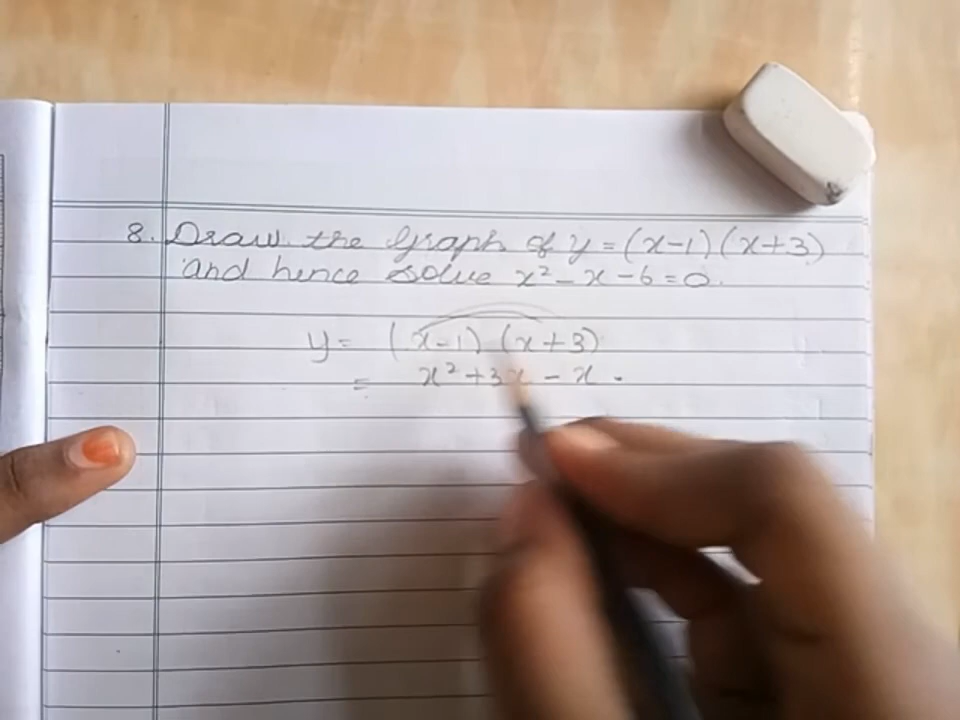 8. Draw the Graph of y = (x-1) (x+3)
and hence solve x² - x - 6 = 0.
y = (x-1) (x+3)
= x² + 3x - x -